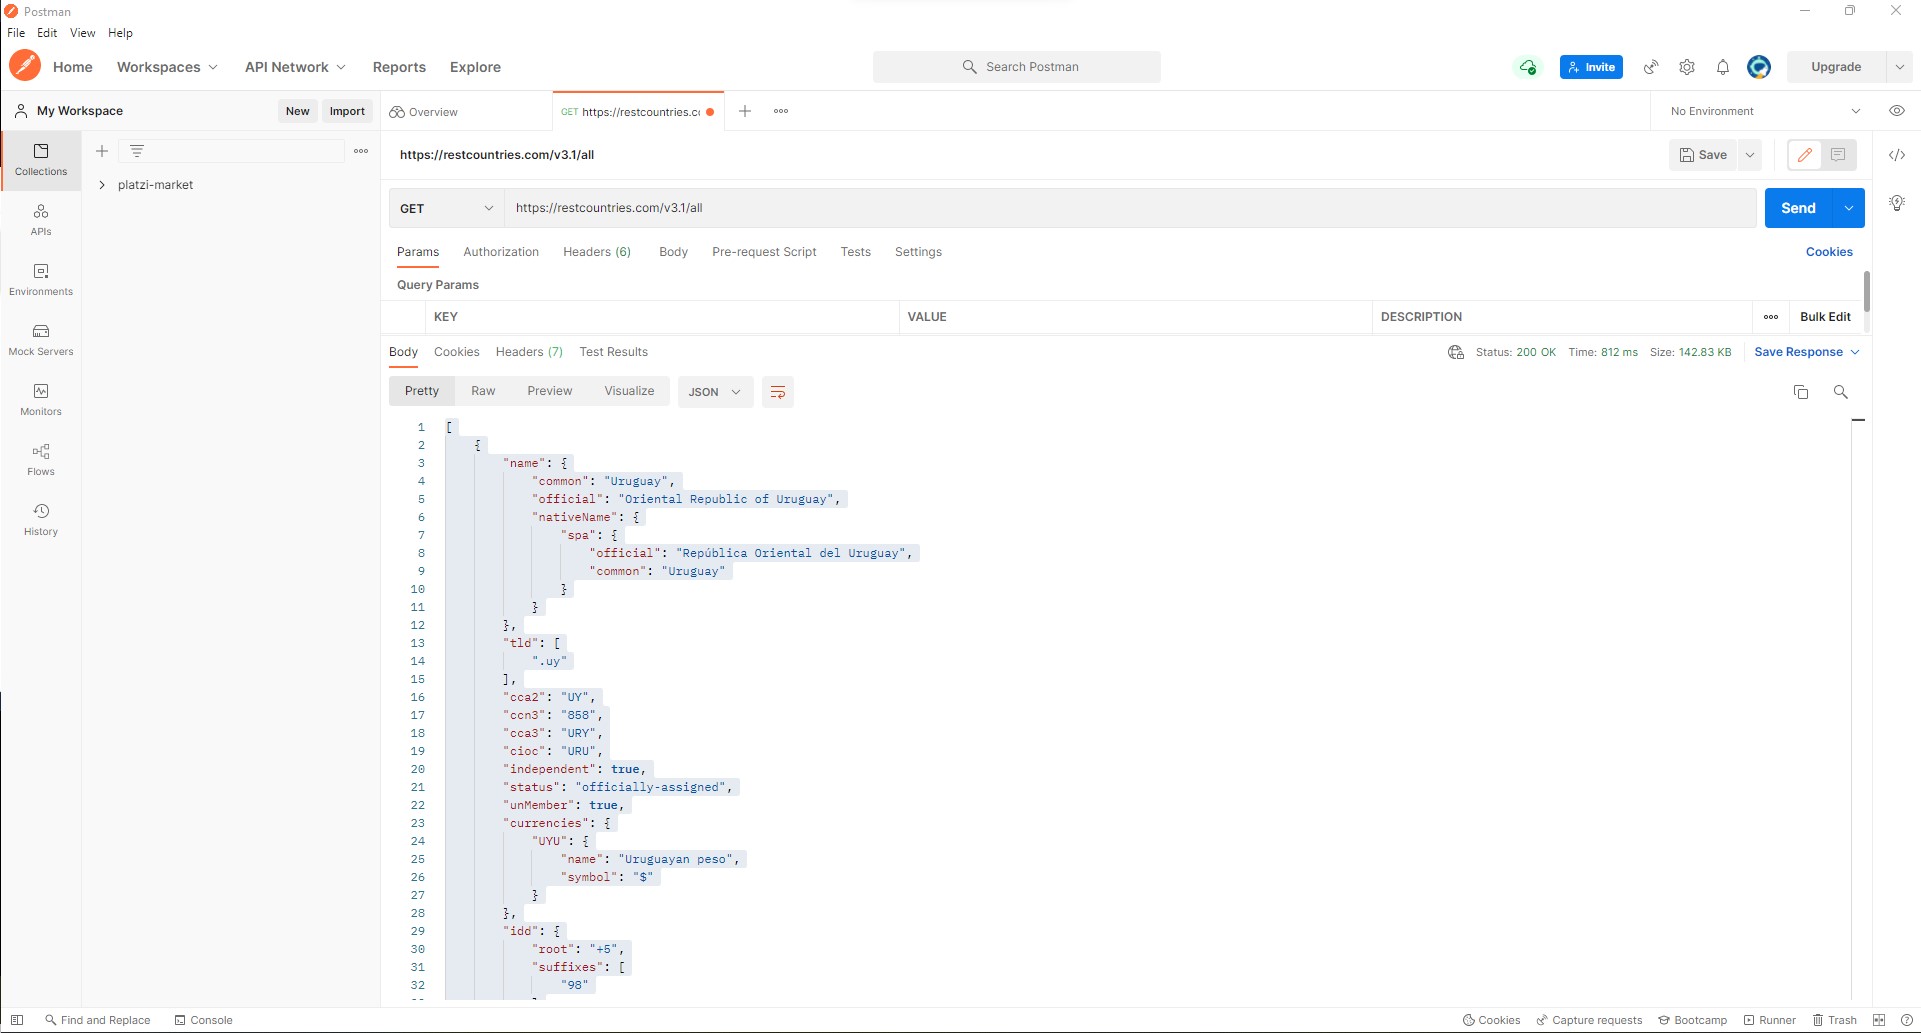 Postman
File Edit View Help
Home Workspaces API Network Reports Explore Search Postman Invite Upgrade
My Workspace New Import Overview GET https://restcountries.cc No Environment
https://restcountries.com/v3.1/all Save
Collections
platzi-market
GET https://restcountries.com/v3.1/all Send
APIs
Params Authorization Headers (6) Body Pre-request Script Tests Settings Cookies
Query Params
Environments
KEY VALUE DESCRIPTION Bulk Edit
Mock Servers
Body Cookies Headers (7) Test Results Status: 200 OK Time: 812 ms Size: 142.83 KB Save Response
Pretty Raw Preview Visualize JSON
Monitors
Flows
History
1 [
2 {
3 "name": {
4 "common": "Uruguay",
5 "official": "Oriental Republic of Uruguay",
6 "nativeName": {
7 "spa": {
8 "official": "República Oriental del Uruguay",
9 "common": "Uruguay"
10 }
11 }
12 },
13 "tld": [
14 ".uy"
15 ],
16 "cca2": "UY",
17 "ccn3": "858",
18 "cca3": "URY",
19 "cioc": "URU",
20 "independent": true,
21 "status": "officially-assigned",
22 "unMember": true,
23 "currencies": {
24 "UYU": {
25 "name": "Uruguayan peso",
26 "symbol": "$"
27 }
28 },
29 "idd": {
30 "root": "+5",
31 "suffixes": [
32 "98"
Find and Replace Console Cookies Capture requests Bootcamp Runner Trash